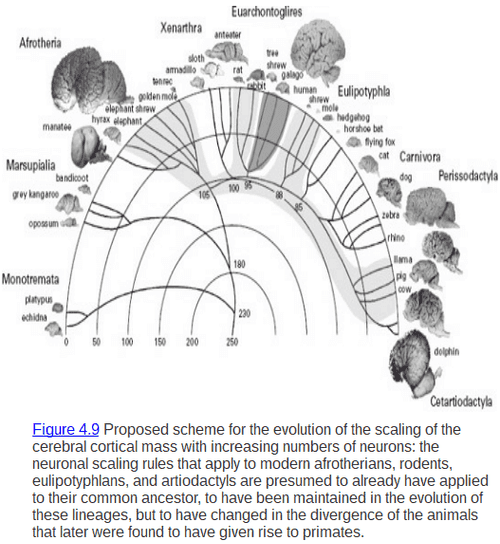 Euarchontoglires
Xenarthra
anteater
Afrotheria
sloth
tree
shrew
armadillo
rat
galago
tenrec
rabbit
human
Eulipotyphla
golden mole
shrew
elephant shrew
mole
hyrax elephant
hedgehog
manatee
horshoe bat
flying fox
Marsupialia
cat
Carnivora
bandicoot
dog
Perissodactyla
grey kangaroo
105
100
95
88
85
zebra
opossum
rhino
180
llama
Monotremata
pig
platypus
cow
echidna
230
0 50 100 150 200 250
dolphin
Cetartiodactyla
Figure 4.9 Proposed scheme for the evolution of the scaling of the
cerebral cortical mass with increasing numbers of neurons: the
neuronal scaling rules that apply to modern afrotherians, rodents,
eulipotyphlans, and artiodactyls are presumed to already have applied
to their common ancestor, to have been maintained in the evolution of
these lineages, but to have changed in the divergence of the animals
that later were found to have given rise to primates.